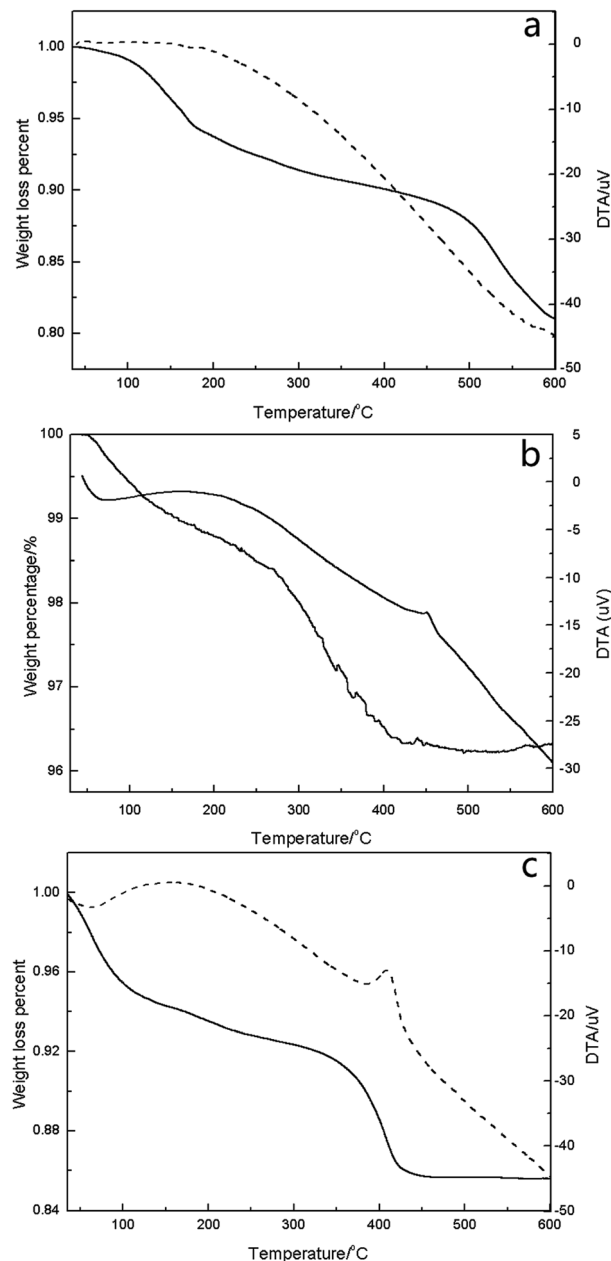 a
1.00
0.95
0.90
0.85
0.80
Weight loss percent
0
-10
-20
-30
-40
-50
DTA/uV
100 200 300 400 500 600
Temperature/°C
b
100
99
98
97
96
Weight percentage/%
5
0
-5
-10
-15
-20
-25
-30
DTA (uV)
100 200 300 400 500 600
Temperature/°C
c
1.00
0.96
0.92
0.88
0.84
Weight loss percent
0
-10
-20
-30
-40
-50
DTA/uV
100 200 300 400 500 600
Temperature/°C